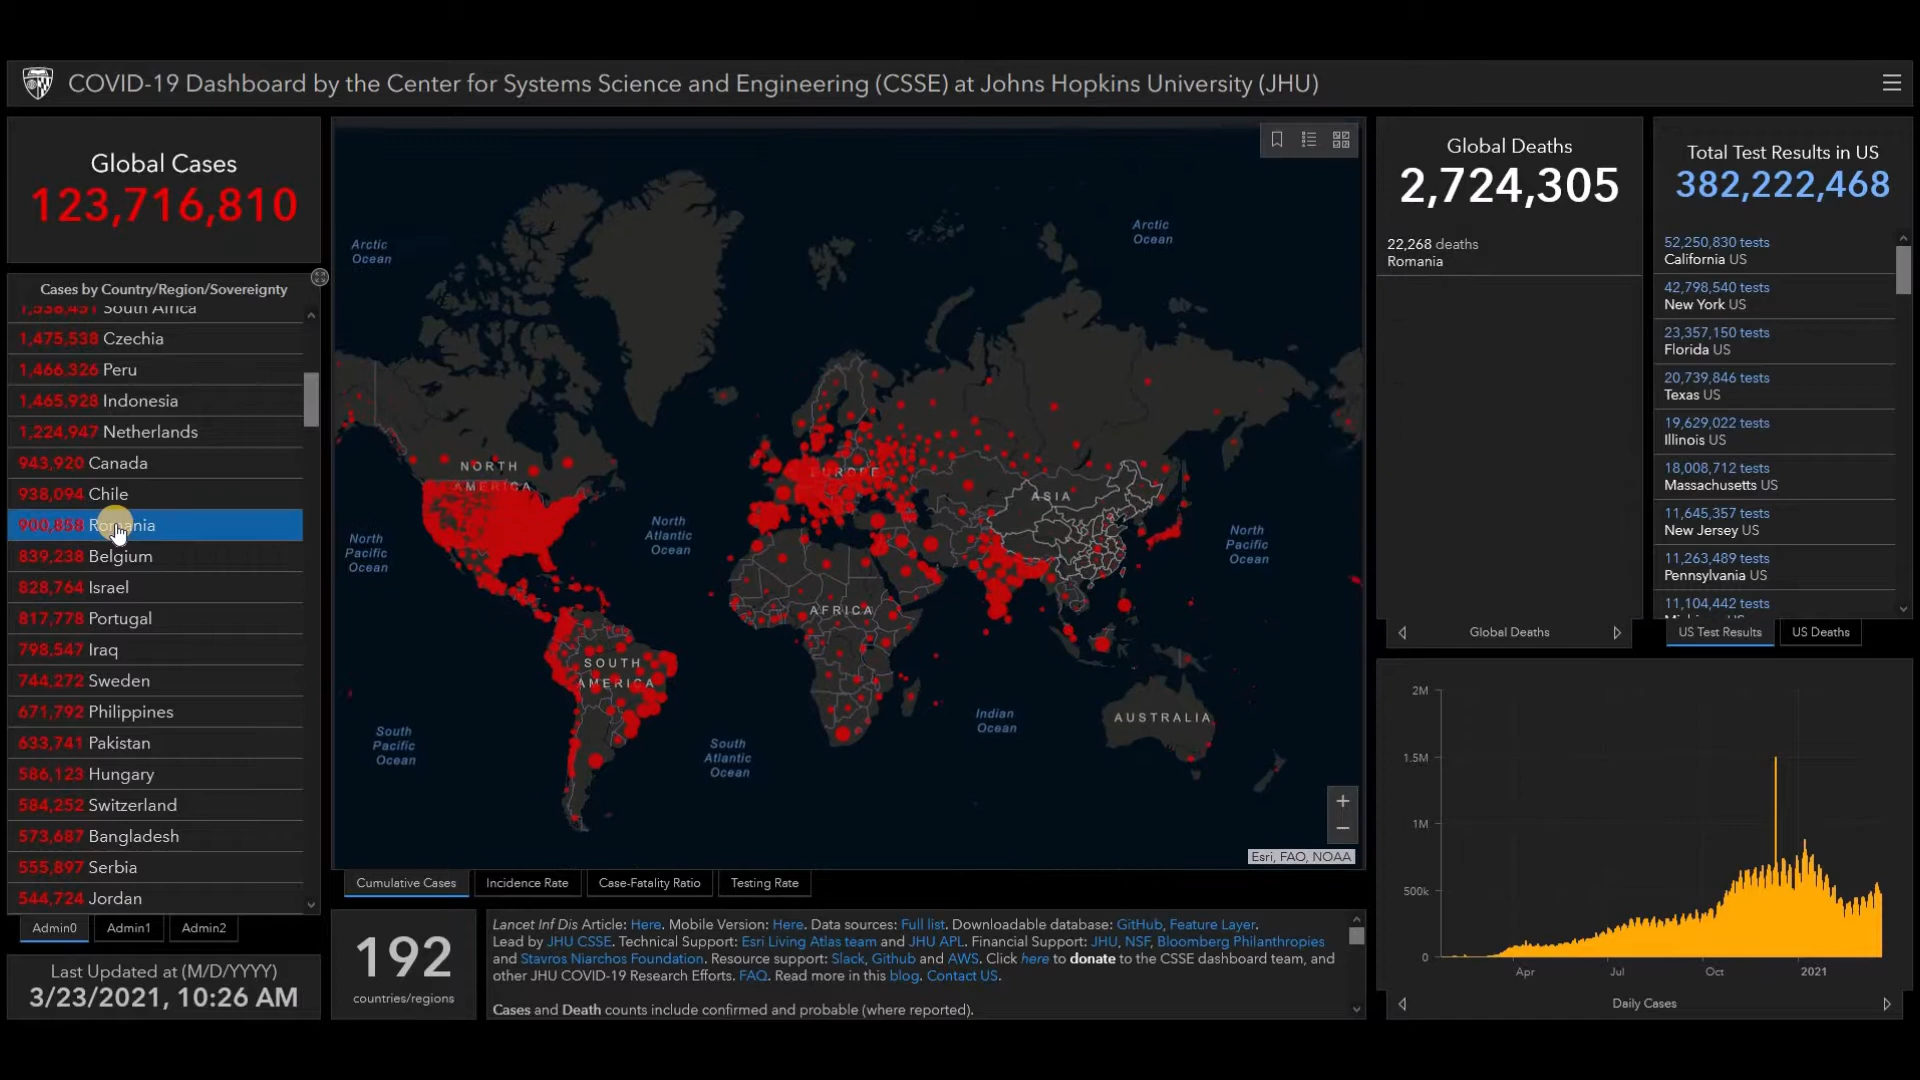 COVID-19 Dashboard by the Center for Systems Science and Engineering (CSSE) at Johns Hopkins University (JHU)
Global Cases
123,716,810
Cases by Country/Region/Sovereignty
1,538,451 South Africa
1,475,538 Czechia
1,466,326 Peru
1,465,928 Indonesia
1,224,947 Netherlands
943,920 Canada
938,094 Chile
900,858 Romania
839,238 Belgium
828,764 Israel
817,778 Portugal
798,547 Iraq
744,272 Sweden
671,792 Philippines
633,741 Pakistan
586,123 Hungary
584,252 Switzerland
573,687 Bangladesh
555,897 Serbia
544,724 Jordan
Admin0 Admin1 Admin2
Last Updated at (M/D/YYYY)
3/23/2021, 10:26 AM
Arctic
Ocean
Arctic
Ocean
NORTH
AMERICA
EUROPE
ASIA
North
Pacific
Ocean
North
Atlantic
Ocean
North
Pacific
Ocean
AFRICA
SOUTH
AMERICA
South
Pacific
Ocean
South
Atlantic
Ocean
Indian
Ocean
AUSTRALIA
+
−
Esri, FAO, NOAA
Cumulative Cases Incidence Rate Case-Fatality Ratio Testing Rate
192
countries/regions
Lancet Inf Dis Article: Here. Mobile Version: Here. Data sources: Full list. Downloadable database: GitHub, Feature Layer.
Lead by JHU CSSE. Technical Support: Esri Living Atlas team and JHU APL. Financial Support: JHU, NSF, Bloomberg Philanthropies
and Stavros Niarchos Foundation. Resource support: Slack, Github and AWS. Click here to donate to the CSSE dashboard team, and
other JHU COVID-19 Research Efforts. FAQ. Read more in this blog. Contact US.
Cases and Death counts include confirmed and probable (where reported).
Global Deaths
2,724,305
22,268 deaths
Romania
Global Deaths
Total Test Results in US
382,222,468
52,250,830 tests
California US
42,798,540 tests
New York US
23,357,150 tests
Florida US
20,739,846 tests
Texas US
19,629,022 tests
Illinois US
18,008,712 tests
Massachusetts US
11,645,357 tests
New Jersey US
11,263,489 tests
Pennsylvania US
11,104,442 tests
US Test Results US Deaths
2M
1.5M
1M
500k
0
Apr Jul Oct 2021
Daily Cases